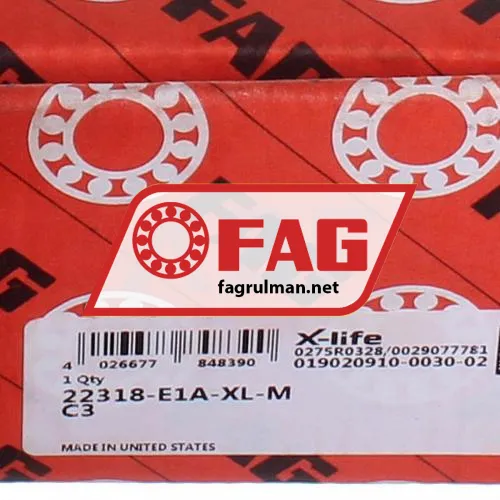 FAG
fagrulman.net
X-life
0275R0328/0029077781
019020910-0030-02
4 026677 848390
1 Qty
22318-E1A-XL-M
C3
MADE IN UNITED STATES